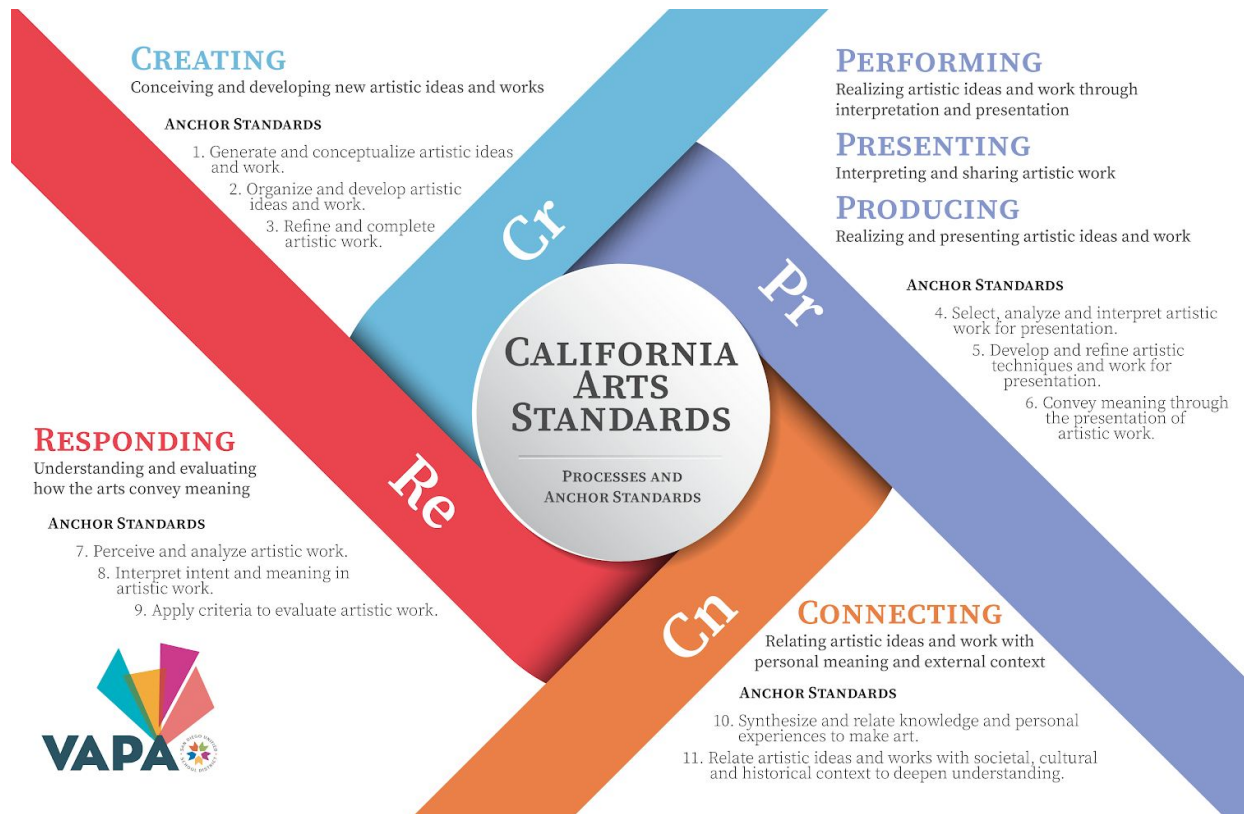 CREATING
Conceiving and developing new artistic ideas and works
ANCHOR STANDARDS
1. Generate and conceptualize artistic ideas
and work.
2. Organize and develop artistic
ideas and work.
3. Refine and complete
artistic work.
Cr
PERFORMING
Realizing artistic ideas and work through
interpretation and presentation
PRESENTING
Interpreting and sharing artistic work
PRODUCING
Realizing and presenting artistic ideas and work
ANCHOR STANDARDS
4. Select, analyze and interpret artistic
work for presentation.
5. Develop and refine artistic
techniques and work for
presentation.
6. Convey meaning through
the presentation of
artistic work.
Pr
CALIFORNIA
ARTS
STANDARDS
PROCESSES AND
ANCHOR STANDARDS
RESPONDING
Understanding and evaluating
how the arts convey meaning
ANCHOR STANDARDS
7. Perceive and analyze artistic work.
8. Interpret intent and meaning in
artistic work.
9. Apply criteria to evaluate artistic work.
Re
Cn
CONNECTING
Relating artistic ideas and work with
personal meaning and external context
ANCHOR STANDARDS
10. Synthesize and relate knowledge and personal
experiences to make art.
11. Relate artistic ideas and works with societal, cultural
and historical context to deepen understanding.
VAPA
SAN DIEGO UNIFIED
SCHOOL DISTRICT